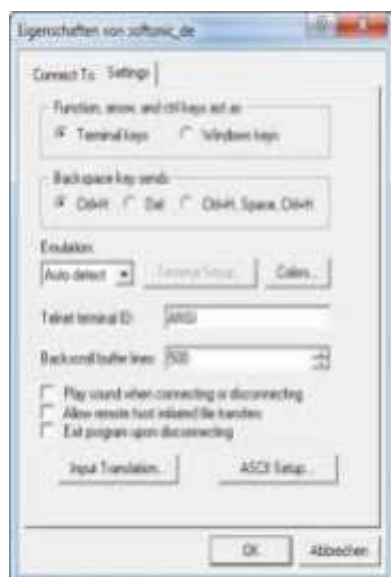 Eigenschaften von softonic_de
Connect To Settings
Function, arrow, and ctrl keys act as
Terminal keys Windows keys
Backspace key sends
Ctrl+H Del Ctrl+H, Space, Ctrl+H
Emulation:
Auto detect Terminal Setup... Colors...
Telnet terminal ID: ANSI
Backscroll buffer lines: 500
Play sound when connecting or disconnecting
Allow remote host initiated file transfers
Exit program upon disconnecting
Input Translation... ASCII Setup...
OK Abbrechen